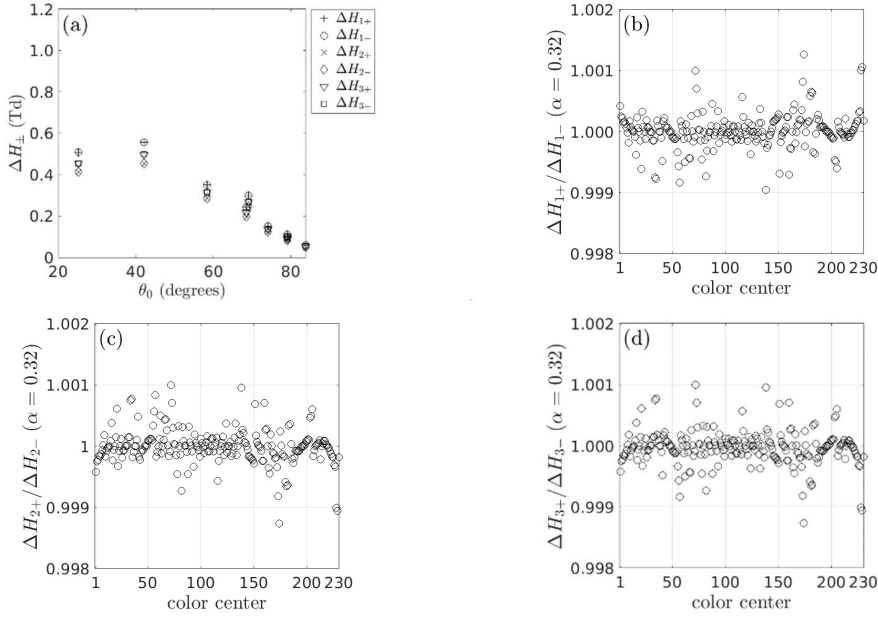 (a)
1.2
1.0
0.8
0.6
0.4
0.2
0
20
40
60
80
ΔH± (Td)
θ0 (degrees)
ΔH1+
ΔH1−
ΔH2+
ΔH2−
ΔH3+
ΔH3−
(b)
1.002
1.001
1.000
0.999
0.998
1
50
100
150
200
230
ΔH1+/ΔH1− (α = 0.32)
color center
(c)
1.002
1.001
1
0.999
0.998
1
50
100
150
200
230
ΔH2+/ΔH2− (α = 0.32)
color center
(d)
1.002
1.001
1.000
0.999
0.998
1
50
100
150
200
230
ΔH3+/ΔH3− (α = 0.32)
color center